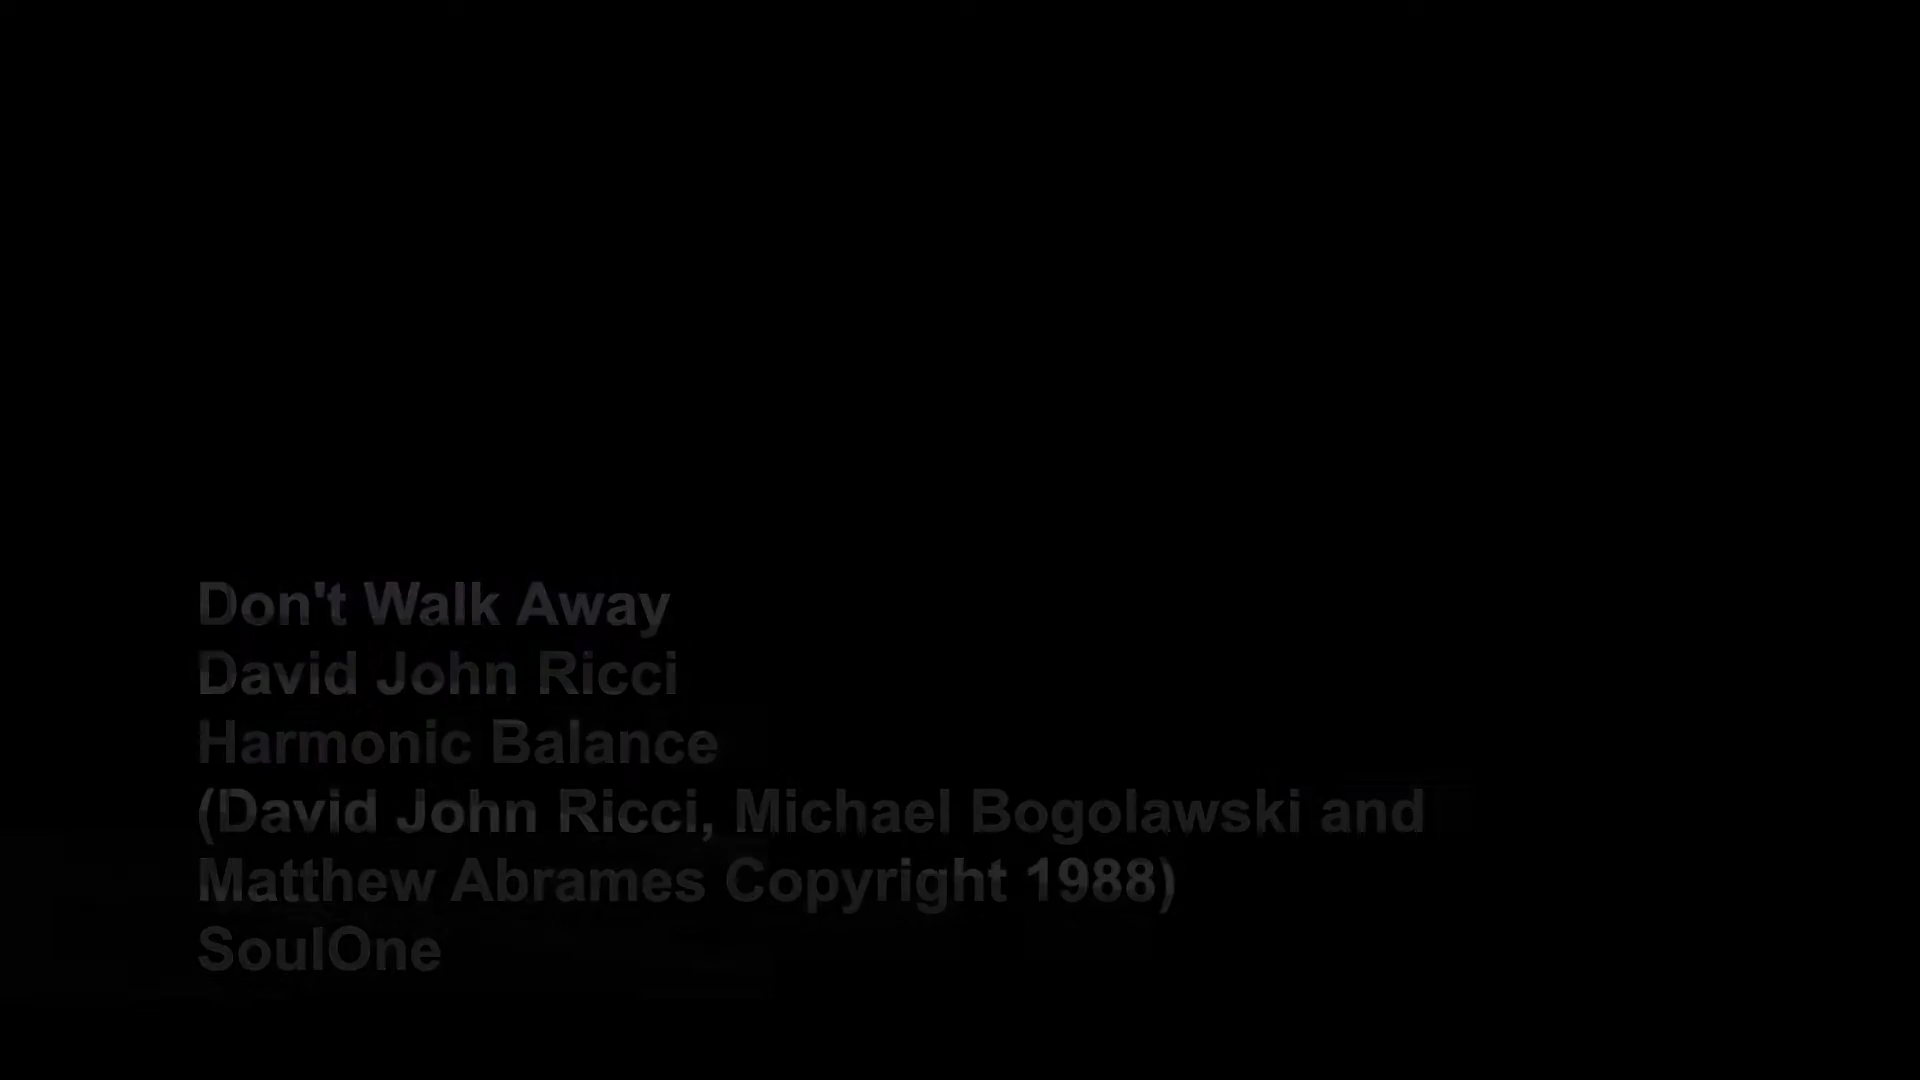 Don't Walk Away
David John Ricci
Harmonic Balance
(David John Ricci, Michael Bogolawski and
Matthew Abrames Copyright 1988)
SoulOne